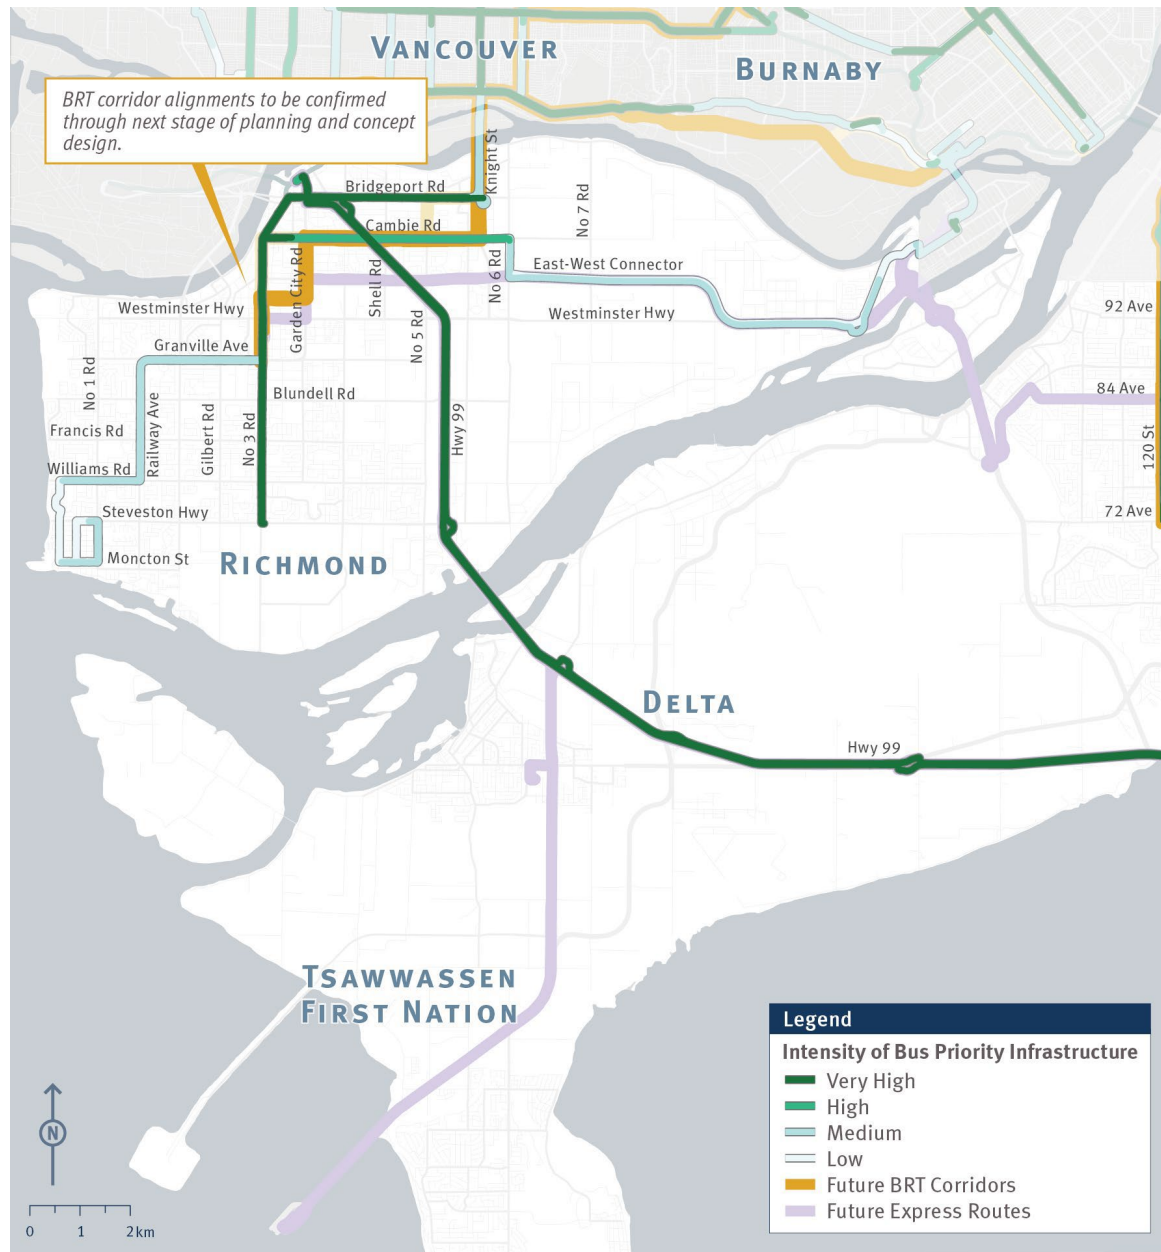 VANCOUVER
BURNABY
BRT corridor alignments to be confirmed
through next stage of planning and concept
design.
Knight St
Bridgeport Rd
No 7 Rd
Cambie Rd
Garden City Rd
Shell Rd
No 6 Rd
East-West Connector
Westminster Hwy
Westminster Hwy
92 Ave
No 5 Rd
Granville Ave
No 1 Rd
Blundell Rd
84 Ave
Railway Ave
Gilbert Rd
No 3 Rd
Hwy 99
Francis Rd
120 St
Williams Rd
Steveston Hwy
72 Ave
Moncton St
RICHMOND
DELTA
Hwy 99
TSAWWASSEN
FIRST NATION
Legend
Intensity of Bus Priority Infrastructure
Very High
High
Medium
Low
Future BRT Corridors
Future Express Routes
N
0 1 2km